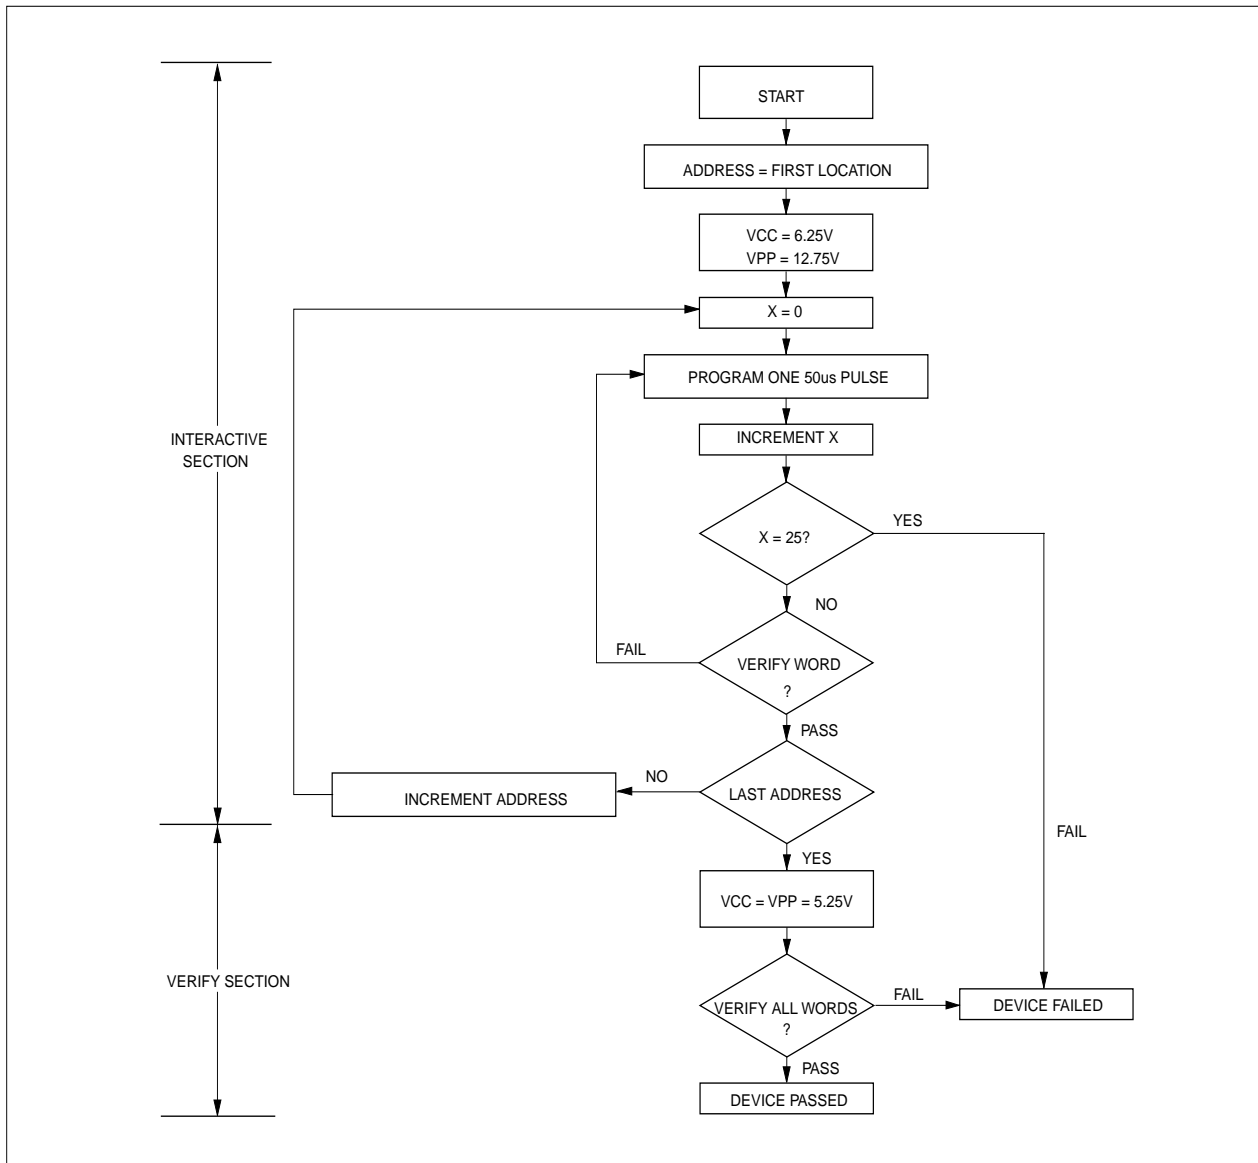 START
ADDRESS = FIRST LOCATION
VCC = 6.25V
VPP = 12.75V
X = 0
PROGRAM ONE 50us PULSE
INTERACTIVE
SECTION
INCREMENT X
X = 25?
YES
NO
FAIL
VERIFY WORD
?
PASS
NO
INCREMENT ADDRESS
LAST ADDRESS
FAIL
YES
VCC = VPP = 5.25V
VERIFY SECTION
VERIFY ALL WORDS
?
FAIL
DEVICE FAILED
PASS
DEVICE PASSED